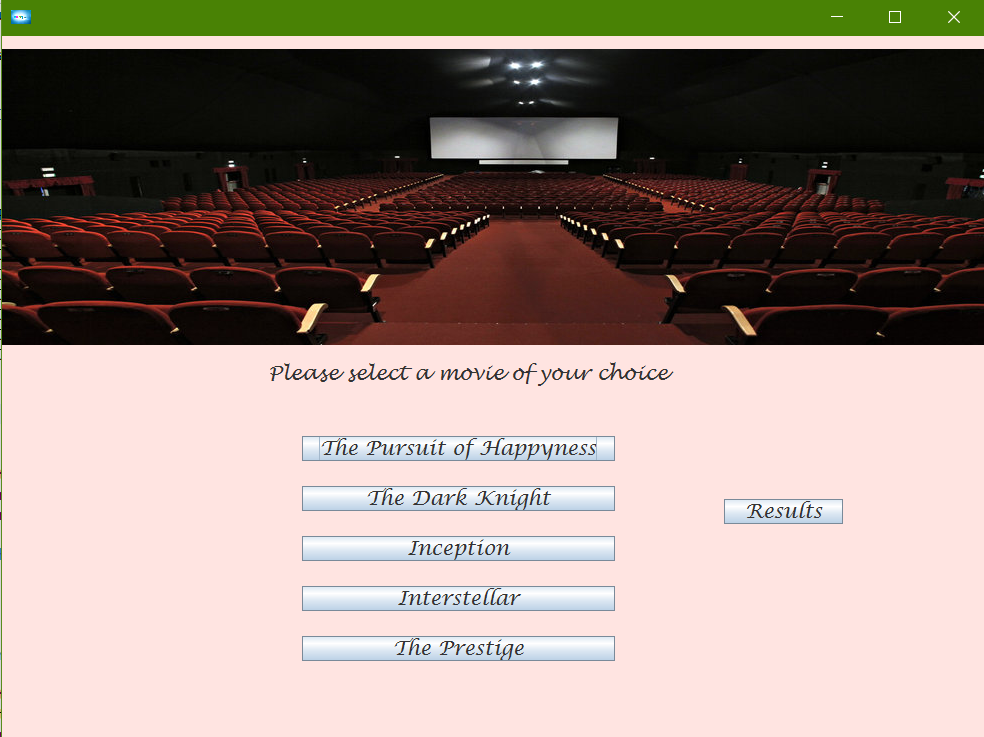 Please select a movie of your choice
The Pursuit of Happyness
The Dark Knight
Results
Inception
Interstellar
The Prestige